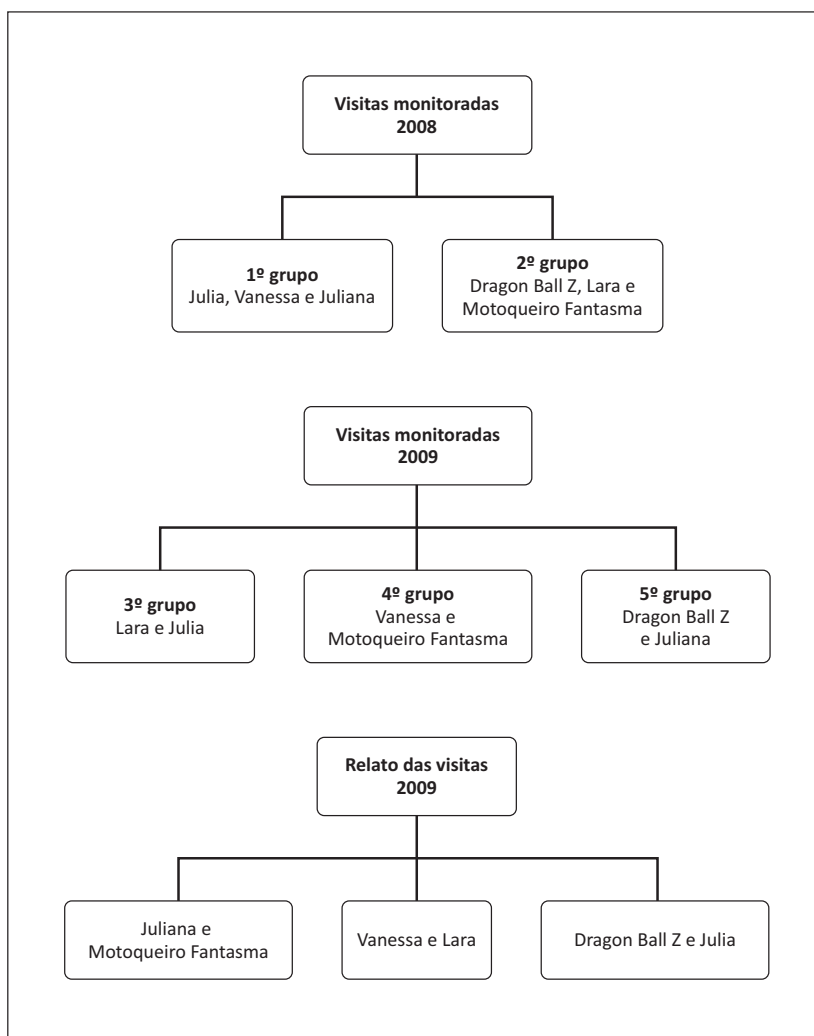 Visitas monitoradas
2008
1º grupo
Julia, Vanessa e Juliana
2º grupo
Dragon Ball Z, Lara e
Motoqueiro Fantasma
Visitas monitoradas
2009
3º grupo
Lara e Julia
4º grupo
Vanessa e
Motoqueiro Fantasma
5º grupo
Dragon Ball Z
e Juliana
Relato das visitas
2009
Juliana e
Motoqueiro Fantasma
Vanessa e Lara
Dragon Ball Z e Julia